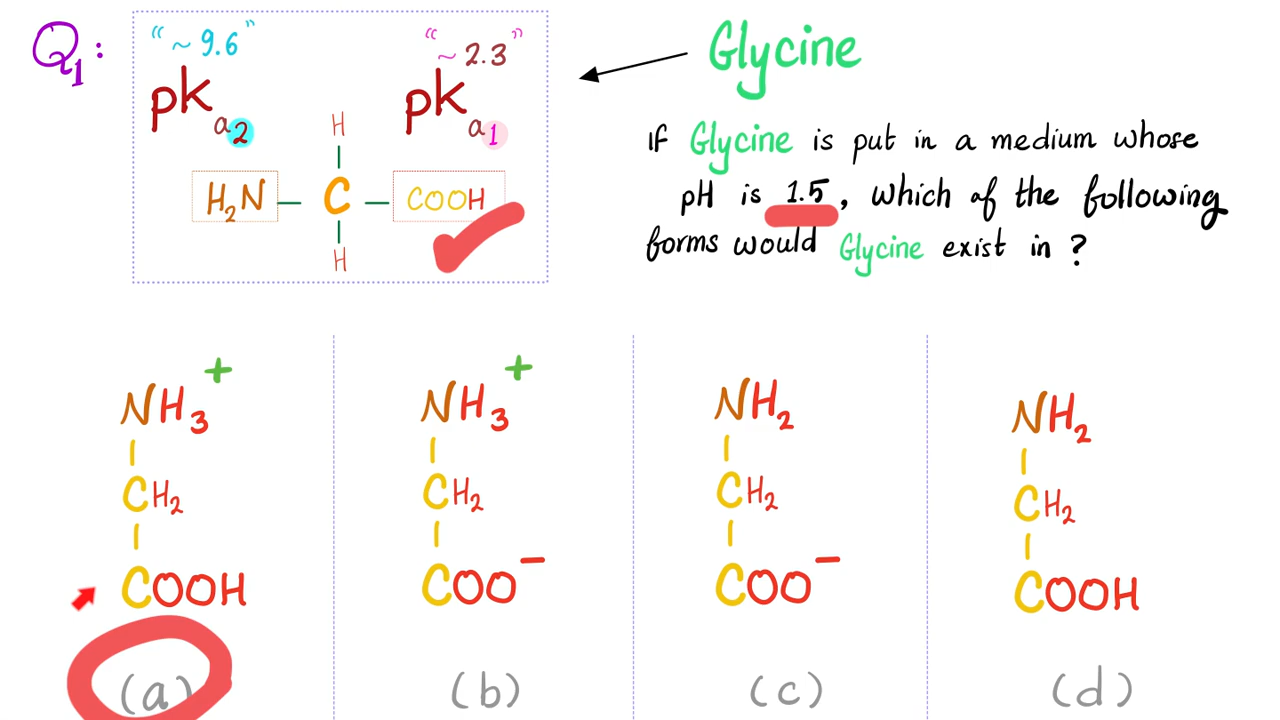 Q1:
"~ 9.6"
"~ 2.3"
pKa2
pKa1
H
H2N – C – COOH
H
Glycine
If Glycine is put in a medium whose
pH is 1.5, which of the following
forms would Glycine exist in ?
NH3+
CH2
COOH
(a)
NH3+
CH2
COO–
(b)
NH2
CH2
COO–
(c)
NH2
CH2
COOH
(d)